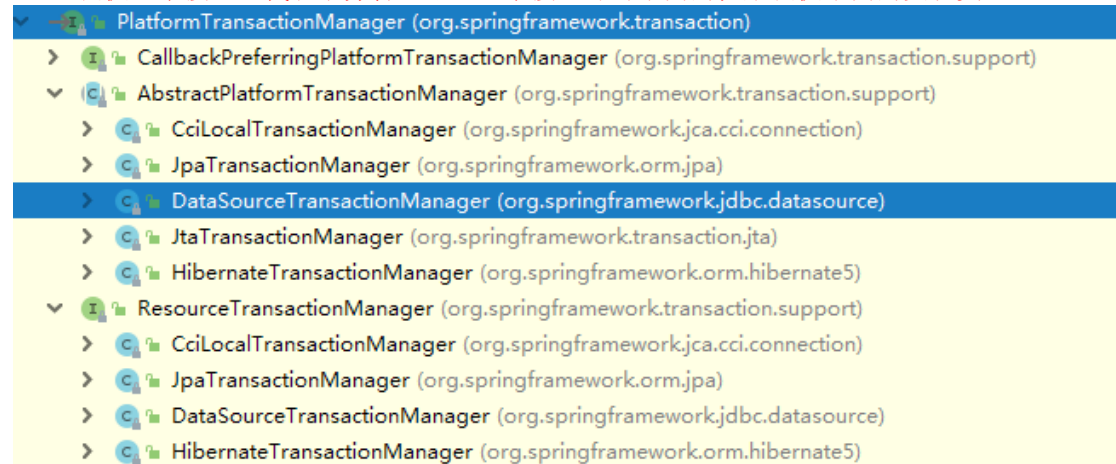 PlatformTransactionManager (org.springframework.transaction)
CallbackPreferringPlatformTransactionManager (org.springframework.transaction.support)
AbstractPlatformTransactionManager (org.springframework.transaction.support)
CciLocalTransactionManager (org.springframework.jca.cci.connection)
JpaTransactionManager (org.springframework.orm.jpa)
DataSourceTransactionManager (org.springframework.jdbc.datasource)
JtaTransactionManager (org.springframework.transaction.jta)
HibernateTransactionManager (org.springframework.orm.hibernate5)
ResourceTransactionManager (org.springframework.transaction.support)
CciLocalTransactionManager (org.springframework.jca.cci.connection)
JpaTransactionManager (org.springframework.orm.jpa)
DataSourceTransactionManager (org.springframework.jdbc.datasource)
HibernateTransactionManager (org.springframework.orm.hibernate5)